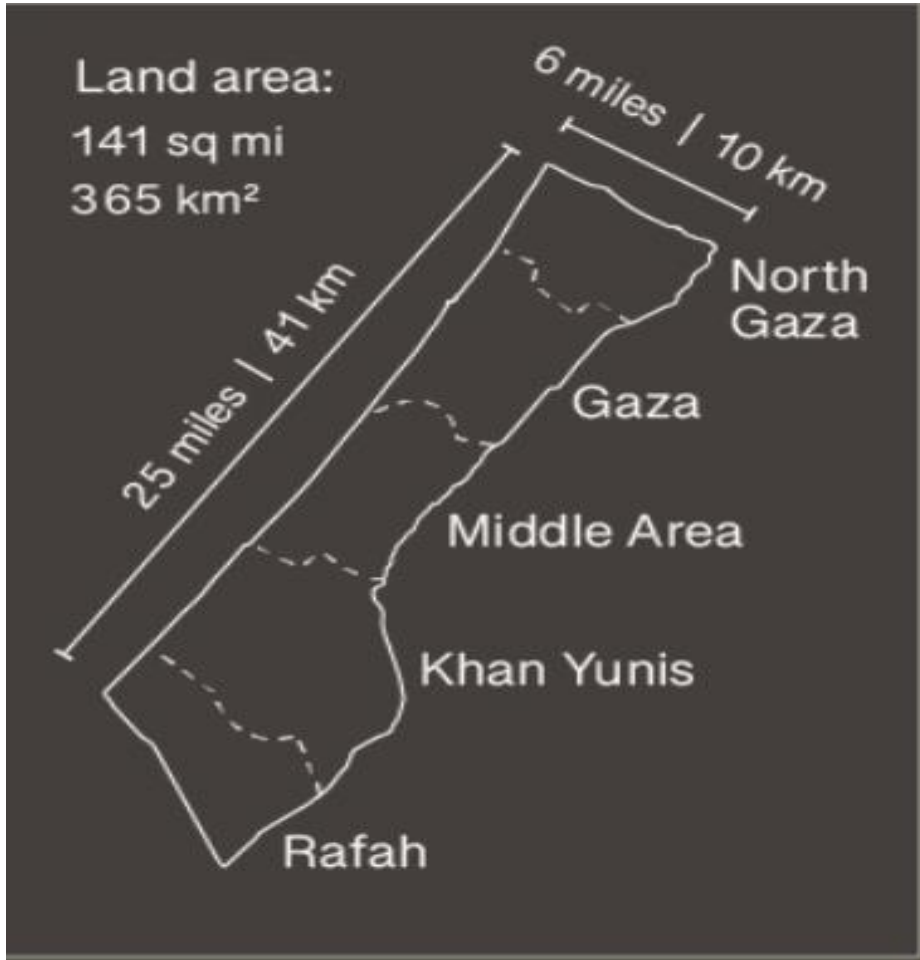 Land area:
141 sq mi
365 km²
6 miles | 10 km
25 miles | 41 km
North
Gaza
Gaza
Middle Area
Khan Yunis
Rafah